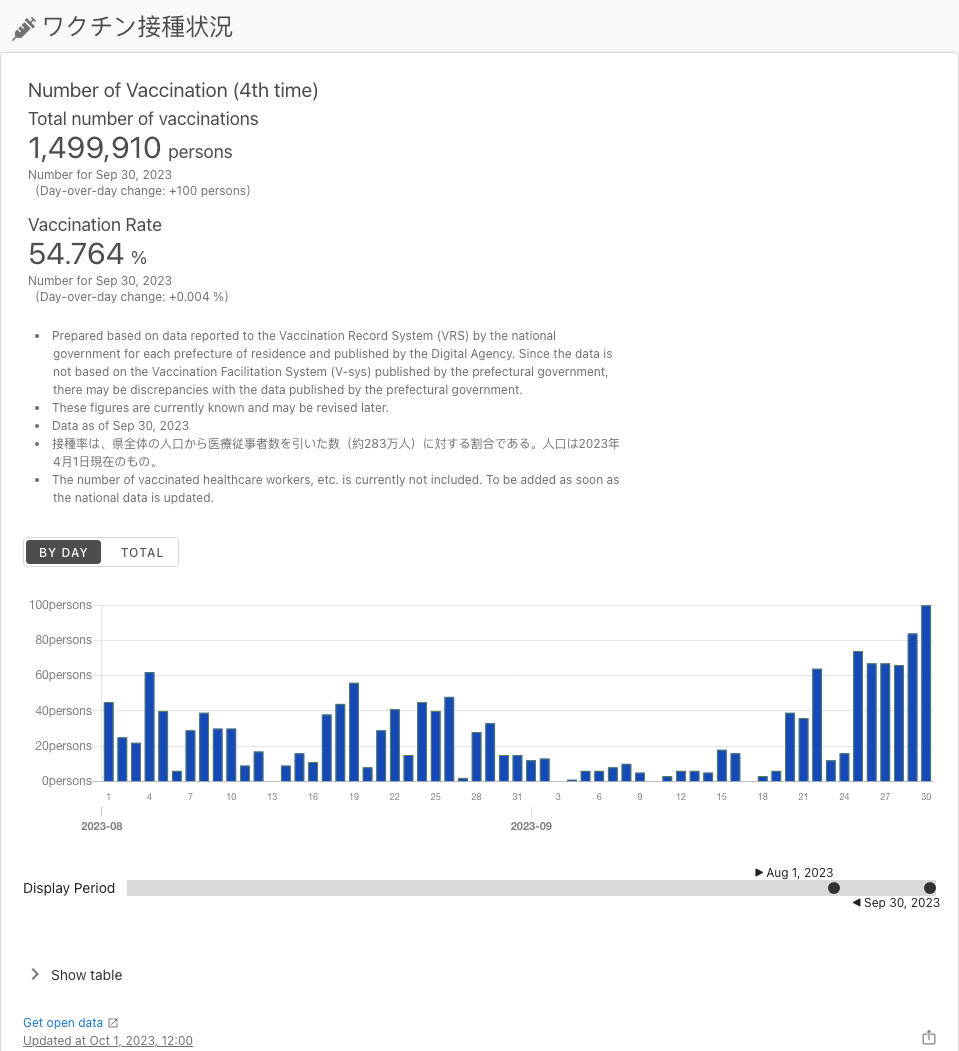 ワクチン接種状況
Number of Vaccination (4th time)
Total number of vaccinations
1,499,910 persons
Number for Sep 30, 2023
(Day-over-day change: +100 persons)
Vaccination Rate
54.764 %
Number for Sep 30, 2023
(Day-over-day change: +0.004 %)
• Prepared based on data reported to the Vaccination Record System (VRS) by the national
government for each prefecture of residence and published by the Digital Agency. Since the data is
not based on the Vaccination Facilitation System (V-sys) published by the prefectural government,
there may be discrepancies with the data published by the prefectural government.
• These figures are currently known and may be revised later.
• Data as of Sep 30, 2023
• 接種率は、県全体の人口から医療従事者数を引いた数（約283万人）に対する割合である。人口は2023年
4月1日現在のもの。
• The number of vaccinated healthcare workers, etc. is currently not included. To be added as soon as
the national data is updated.
BY DAY TOTAL
100persons
80persons
60persons
40persons
20persons
0persons
1 4 7 10 13 16 19 22 25 28 31 3 6 9 12 15 18 21 24 27 30
2023-08 2023-09
Aug 1, 2023
Display Period
Sep 30, 2023
Show table
Get open data
Updated at Oct 1, 2023, 12:00